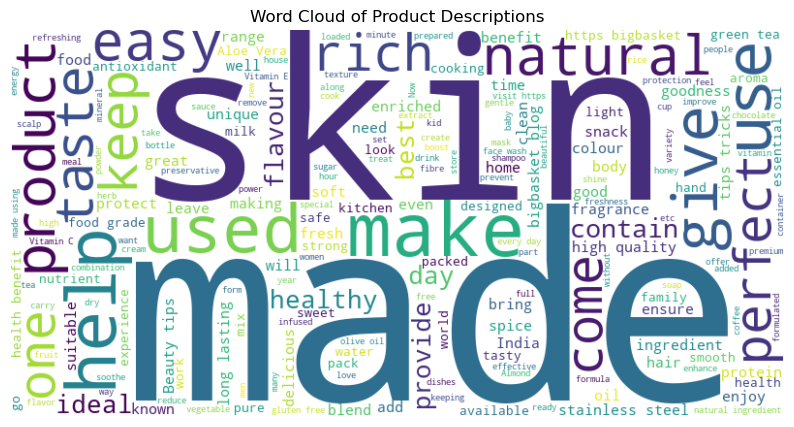 Word Cloud of Product Descriptions
refreshing
easy
range
Aloe Vera
antioxidant
well
food
rich
benefit
cooking
https bigbasket
natural
green tea
people
energy
product
taste
keep
mineral
unique
milk
skin
flavour
enriched
need
look
best
time
clean
bigbasket blog
light
snack
colour
body
home
goodness
protection
feel
improve
cup
give
tips tricks
aroma
chocolate
vitamin
essential oil
perfect
use
scalp
Vitamin E
house
remove
loaded
minute
texture
prepared
along
cook
Now
visit https
gentle
extract
create
boost
kid
mask
face wash
shampoo
prevent
baby
beautiful
rice
variety
honey
container
take
bottle
sauce
great
preservative
herb
powder
meal
set
treat
drink
fibre
sugar
hour
store
shine
good
freshness
hand
protect
leave
making
power
soft
kitchen
even
designed
fragrance
etc
contain
premium
made using
high
Vitamin C
food grade
want
cream
used
special
safe
fresh
strong
women
make
every day
part
high quality
without
offer
added
health benefit
nutrient
combination
help
will
year
day
packed
come
tea
carry
suitable
dry
experience
Beauty tips
long lasting
form
healthy
sweet
free
full
bring
family
ensure
soap
coffee
formulated
one
made
mix
infused
provide
world
spice
India
tasty
formula
ingredient
hair
smooth
enhance
protein
fruit
soothe
work
reduce
many
delicious
olive oil
water
pack
love
dishes
effective
Almond
oil
health
enjoy
go
flavor
ideal
way
known
vegetable
pure
men
gluten free
blend
add
keeping
available
ready
stainless steel
natural ingredient